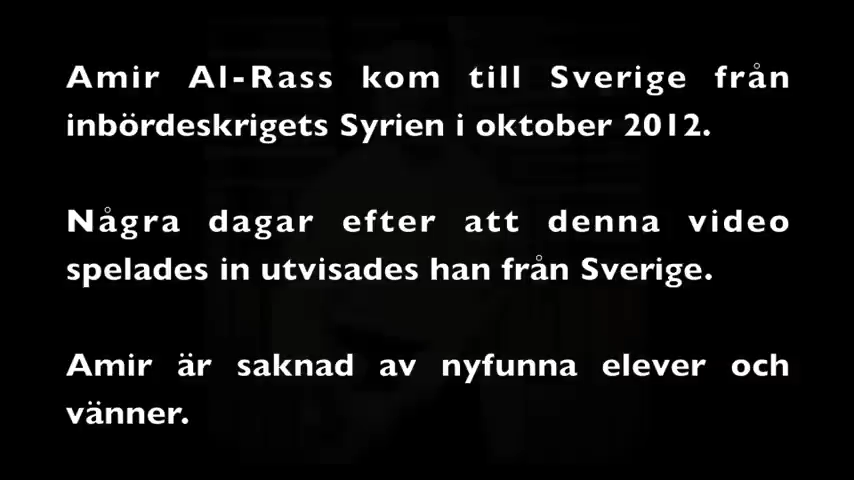 Amir Al-Rass kom till Sverige från
inbördeskrigets Syrien i oktober 2012.
Några dagar efter att denna video
spelades in utvisades han från Sverige.
Amir är saknad av nyfunna elever och
vänner.